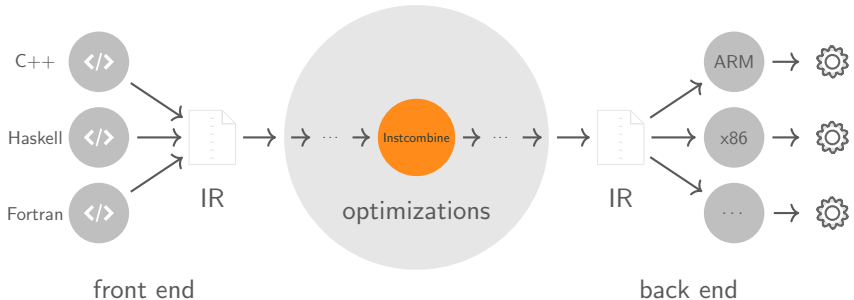 C++
</>
Haskell
</>
Fortran
</>
IR
front end
...
Instcombine
...
optimizations
IR
ARM
x86
...
back end